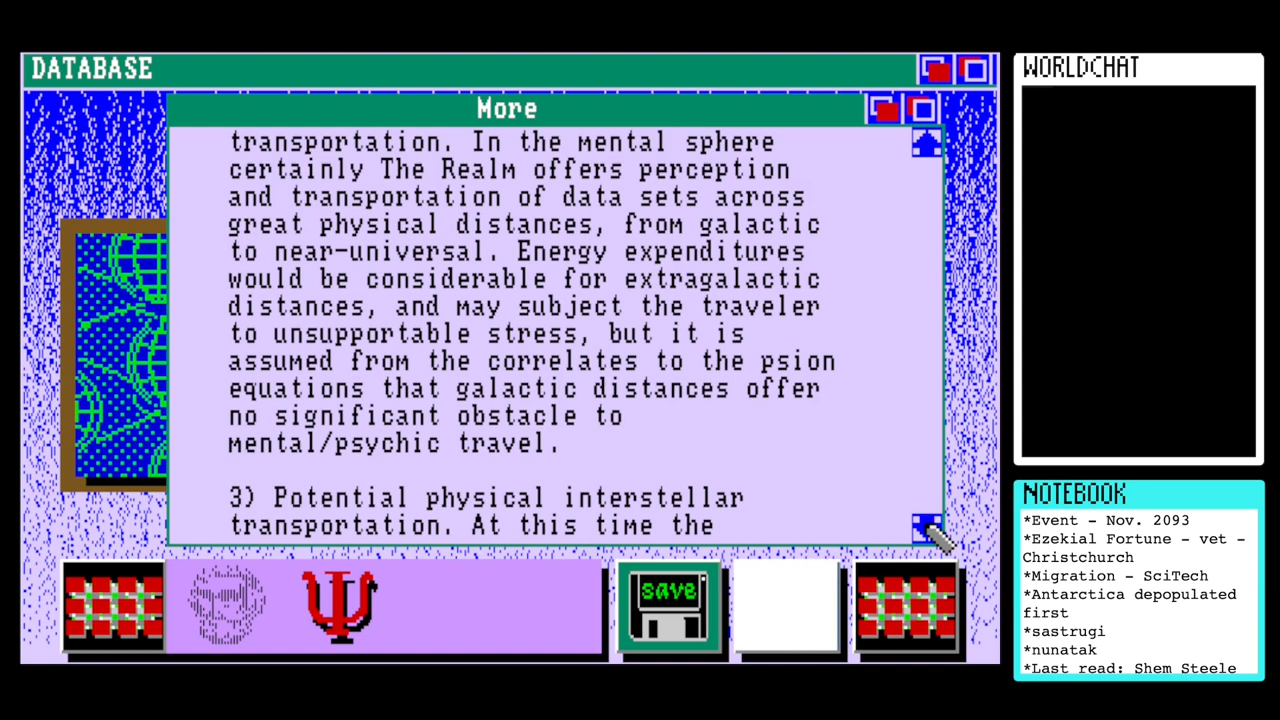 DATABASE
More
transportation. In the mental sphere
certainly The Realm offers perception
and transportation of data sets across
great physical distances, from galactic
to near-universal. Energy expenditures
would be considerable for extragalactic
distances, and may subject the traveler
to unsupportable stress, but it is
assumed from the correlates to the psion
equations that galactic distances offer
no significant obstacle to
mental/psychic travel.
3) Potential physical interstellar
transportation. At this time the
Ψ
save
WORLDCHAT
NOTEBOOK
*Event - Nov. 2093
*Ezekial Fortune - vet -
Christchurch
*Migration - SciTech
*Antarctica depopulated
first
*sastrugi
*nunatak
*Last read: Shem Steele